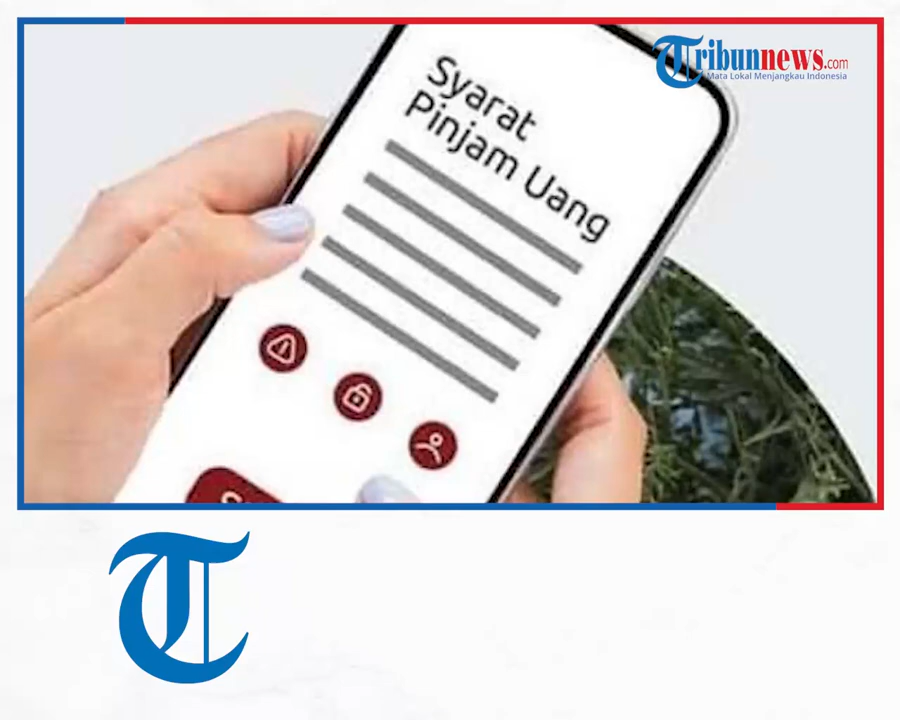 Tribunnews.com
Mata Lokal Menjangkau Indonesia
Syarat
Pinjam Uang
T